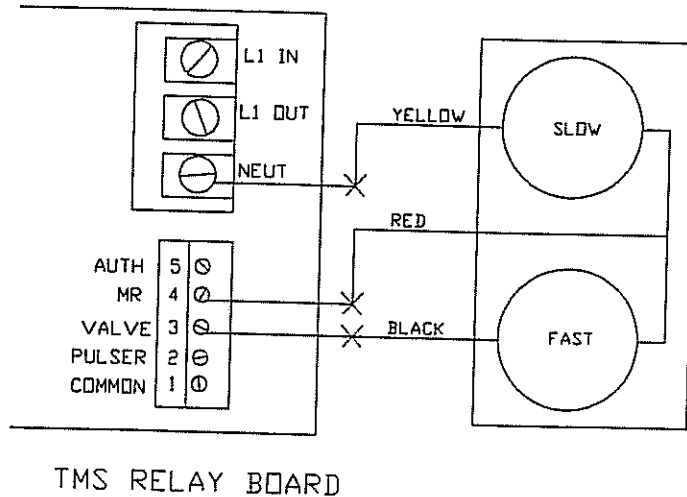 L1 IN
L1 OUT
NEUT
YELLOW
SLOW
RED
AUTH 5
MR 4
VALVE 3
PULSER 2
COMMON 1
BLACK
FAST
TMS RELAY BOARD